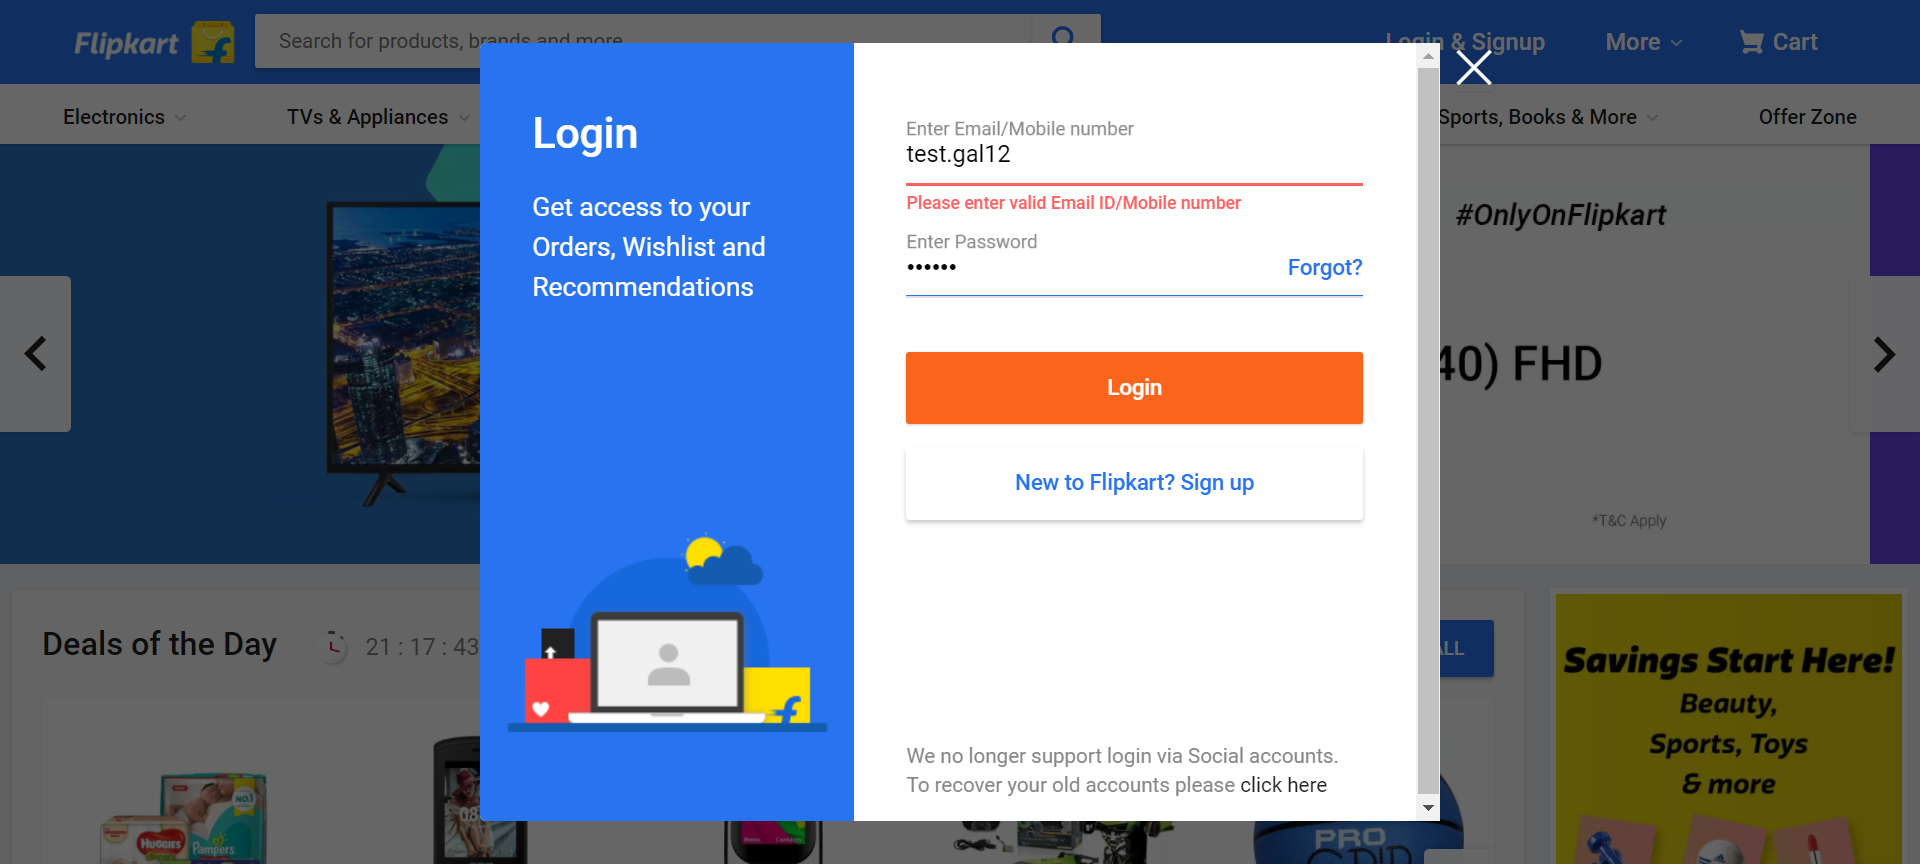 Flipkart
Search for products, brands and more
Login & Signup
More
Cart
Electronics
TVs & Appliances
Sports, Books & More
Offer Zone
Login
Get access to your
Orders, Wishlist and
Recommendations
Enter Email/Mobile number
test.gal12
Please enter valid Email ID/Mobile number
Enter Password
••••••
Forgot?
Login
New to Flipkart? Sign up
We no longer support login via Social accounts.
To recover your old accounts please click here
#OnlyOnFlipkart
40) FHD
*T&C Apply
Deals of the Day
21 : 17 : 43
ALL
Savings Start Here!
Beauty,
Sports, Toys
& more
NO.1
HUGGIES
Pampers
PRO
GRIP